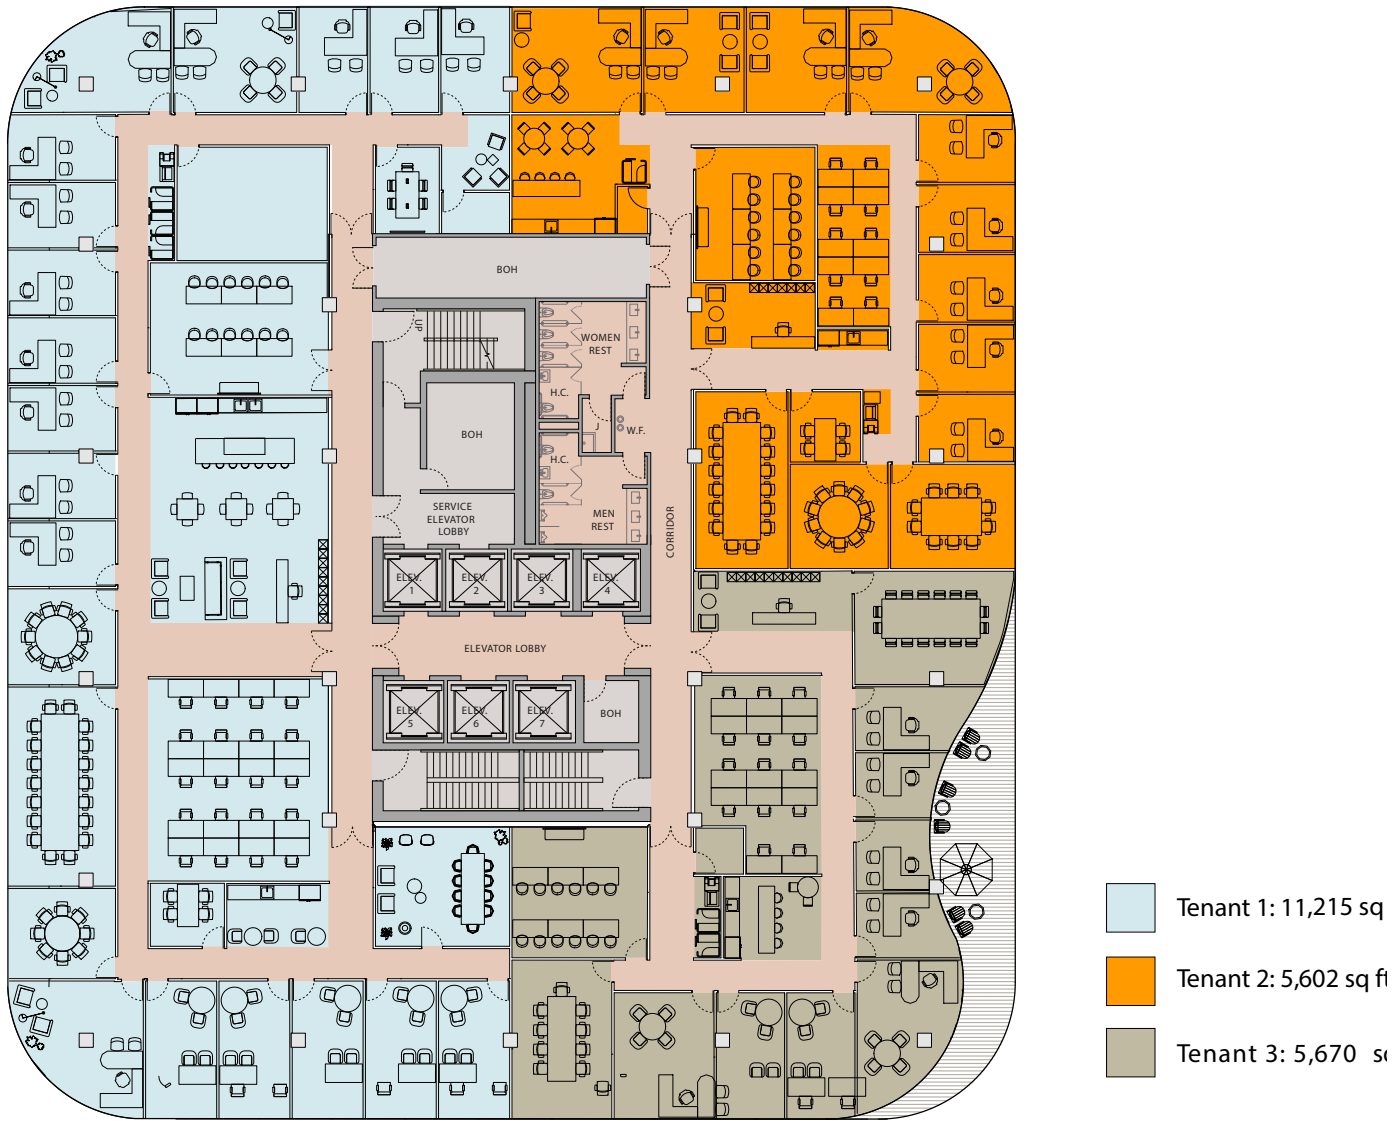 BOH
UP
WOMEN
REST
H.C.
J
W.F.
BOH
H.C.
SERVICE
ELEVATOR
LOBBY
MEN
REST
CORRIDOR
ELEV.
1
ELEV.
2
ELEV.
3
ELEV.
4
ELEVATOR LOBBY
ELEV.
5
ELEV.
6
ELEV.
7
BOH
Tenant 1: 11,215 sq
Tenant 2: 5,602 sq ft
Tenant 3: 5,670 sq